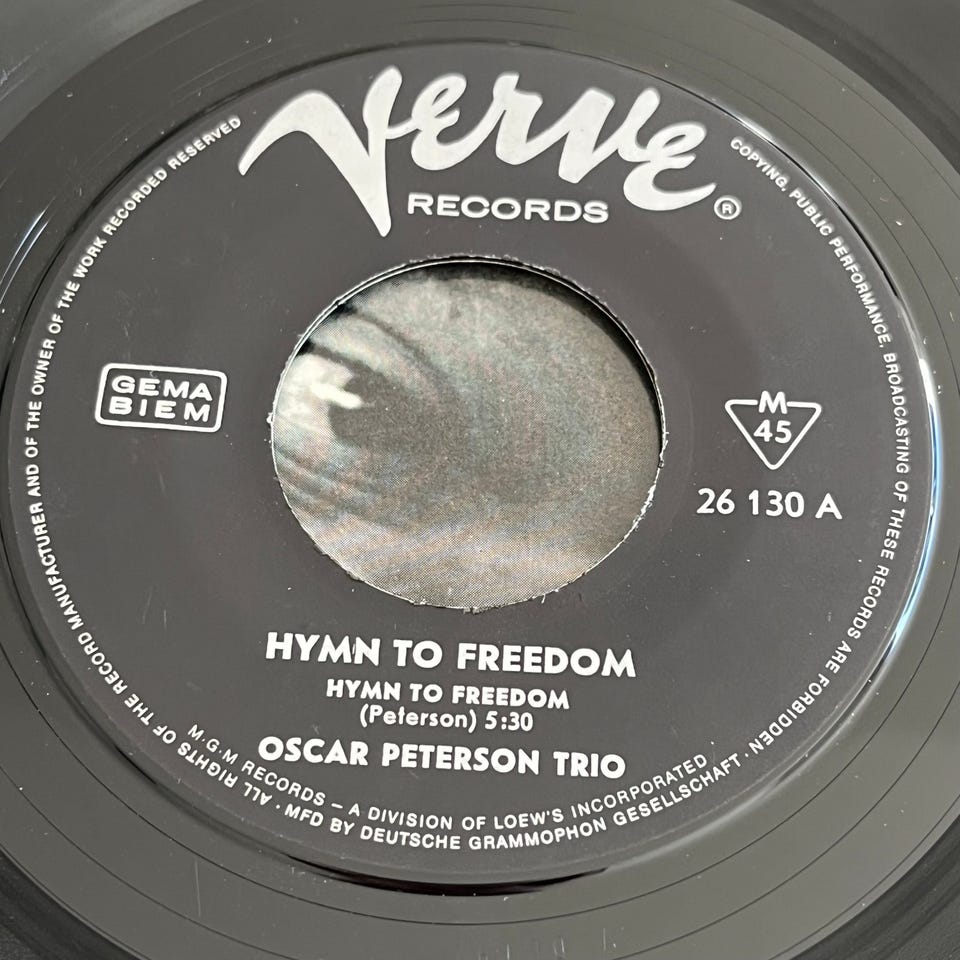 Verve
RECORDS ®
GEMA
BIEM
M
45
26 130 A
HYMN TO FREEDOM
HYMN TO FREEDOM
(Peterson) 5:30
OSCAR PETERSON TRIO
M.G.M RECORDS – A DIVISION OF LOEW'S INCORPORATED
· MFD BY DEUTSCHE GRAMMOPHON GESELLSCHAFT · ALL RIGHTS OF THE RECORD MANUFACTURER AND OF THE OWNER OF THE WORK RECORDED RESERVED
COPYING, PUBLIC PERFORMANCE, BROADCASTING OF THESE RECORDS ARE FORBIDDEN